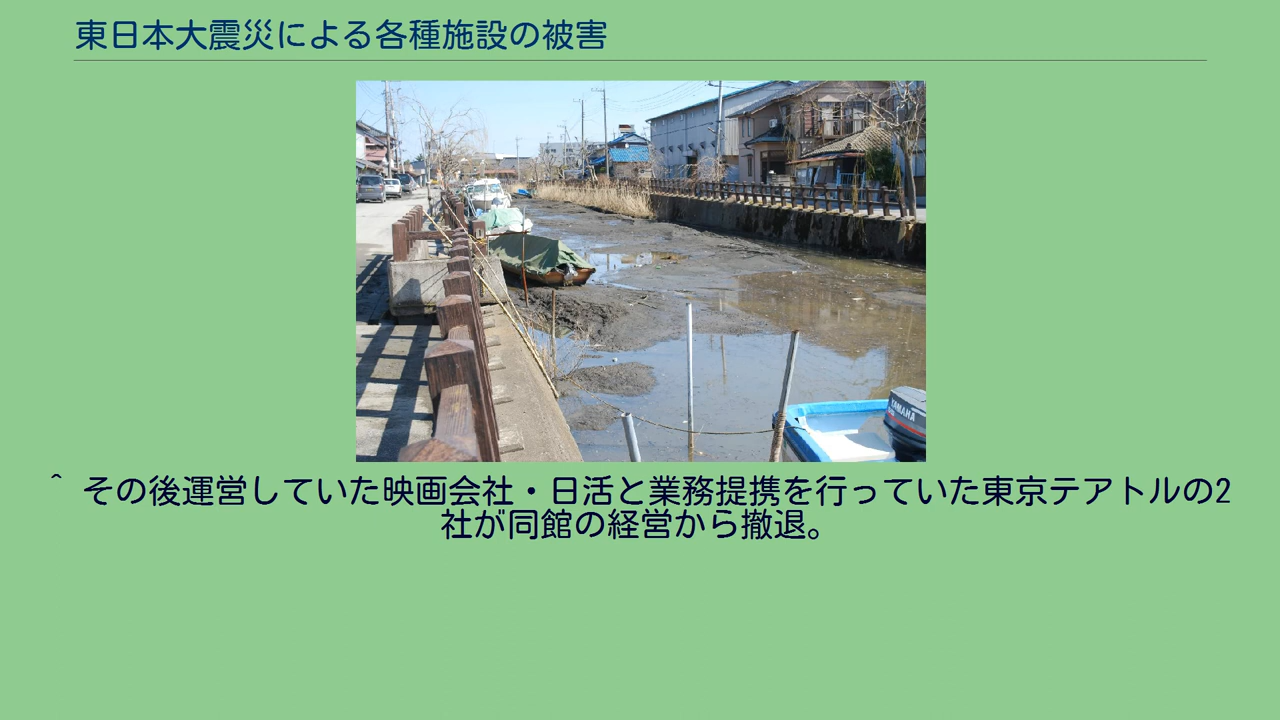 東日本大震災による各種施設の被害
YAMAHA
^ その後運営していた映画会社・日活と業務提携を行っていた東京テアトルの2
社が同館の経営から撤退。